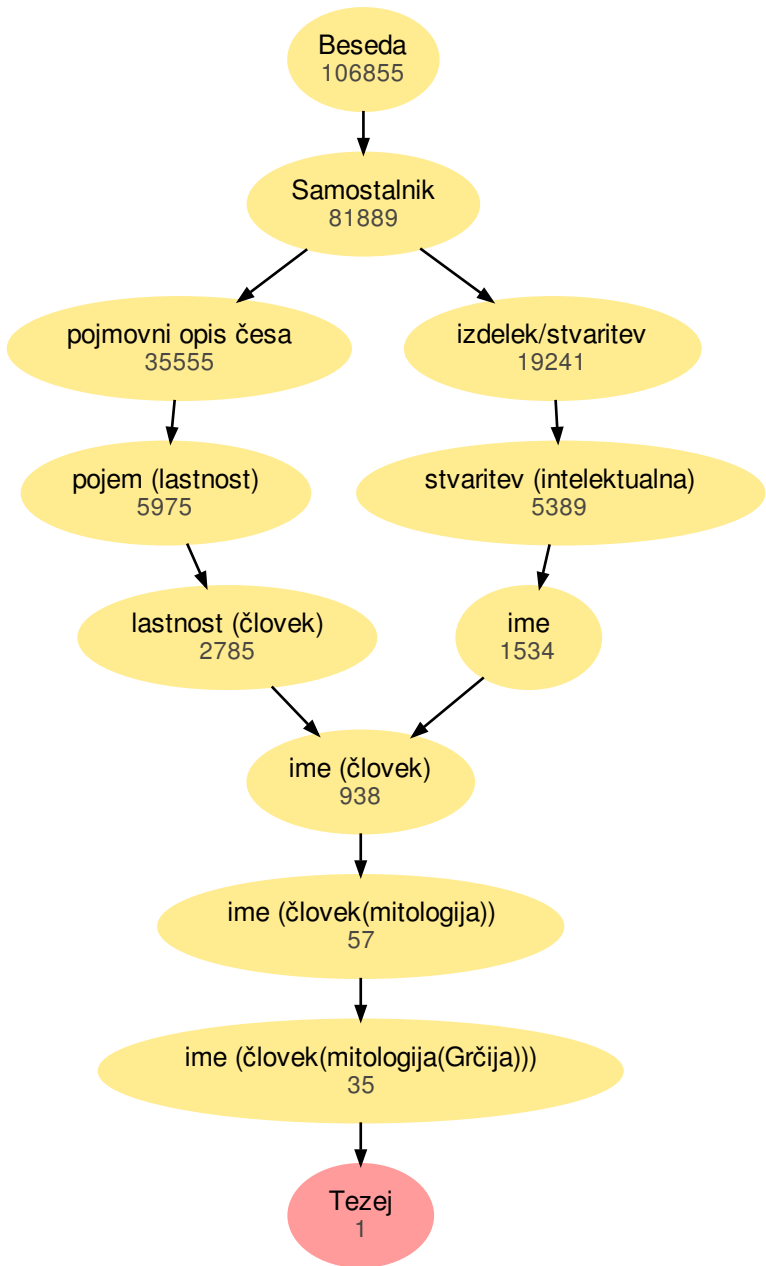 Beseda
106855
Samostalnik
81889
pojmovni opis česa
35555
izdelek/stvaritev
19241
pojem (lastnost)
5975
stvaritev (intelektualna)
5389
lastnost (človek)
2785
ime
1534
ime (človek)
938
ime (človek(mitologija))
57
ime (človek(mitologija(Grčija)))
35
Tezej
1